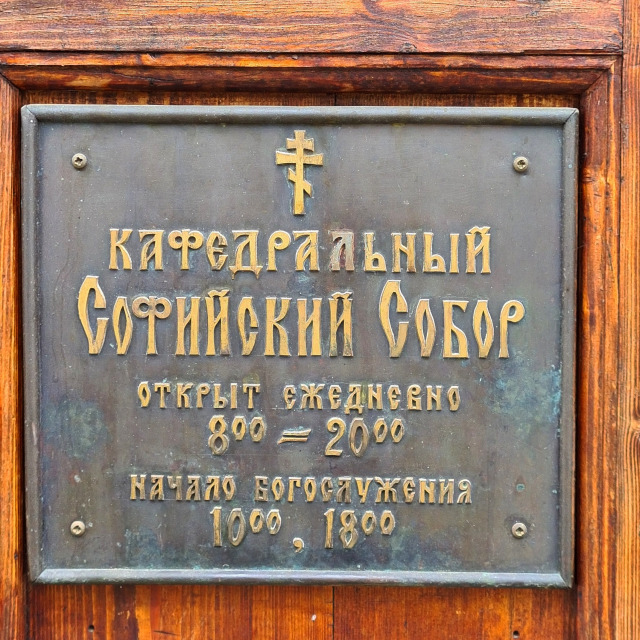 КАФЕДРАЛЬНЫЙ
СОФИЙСКИЙ СОБОР
ОТКРЫТ ЕЖЕДНЕВНО
8⁰⁰ = 20⁰⁰
НАЧАЛО БОГОСЛУЖЕНИЯ
10⁰⁰, 18⁰⁰